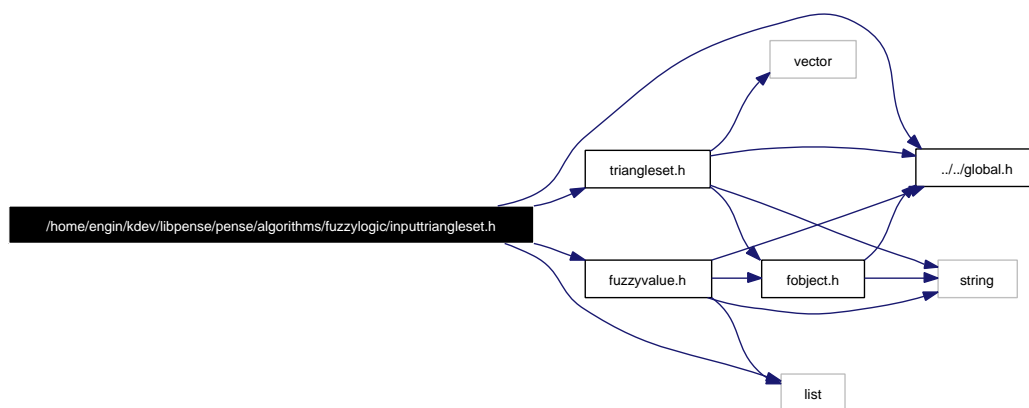 vector
triangleset.h
../../global.h
/home/engin/kdev/libpense/pense/algorithms/fuzzylogic/inputtriangleset.h
fuzzyvalue.h
fobject.h
string
list